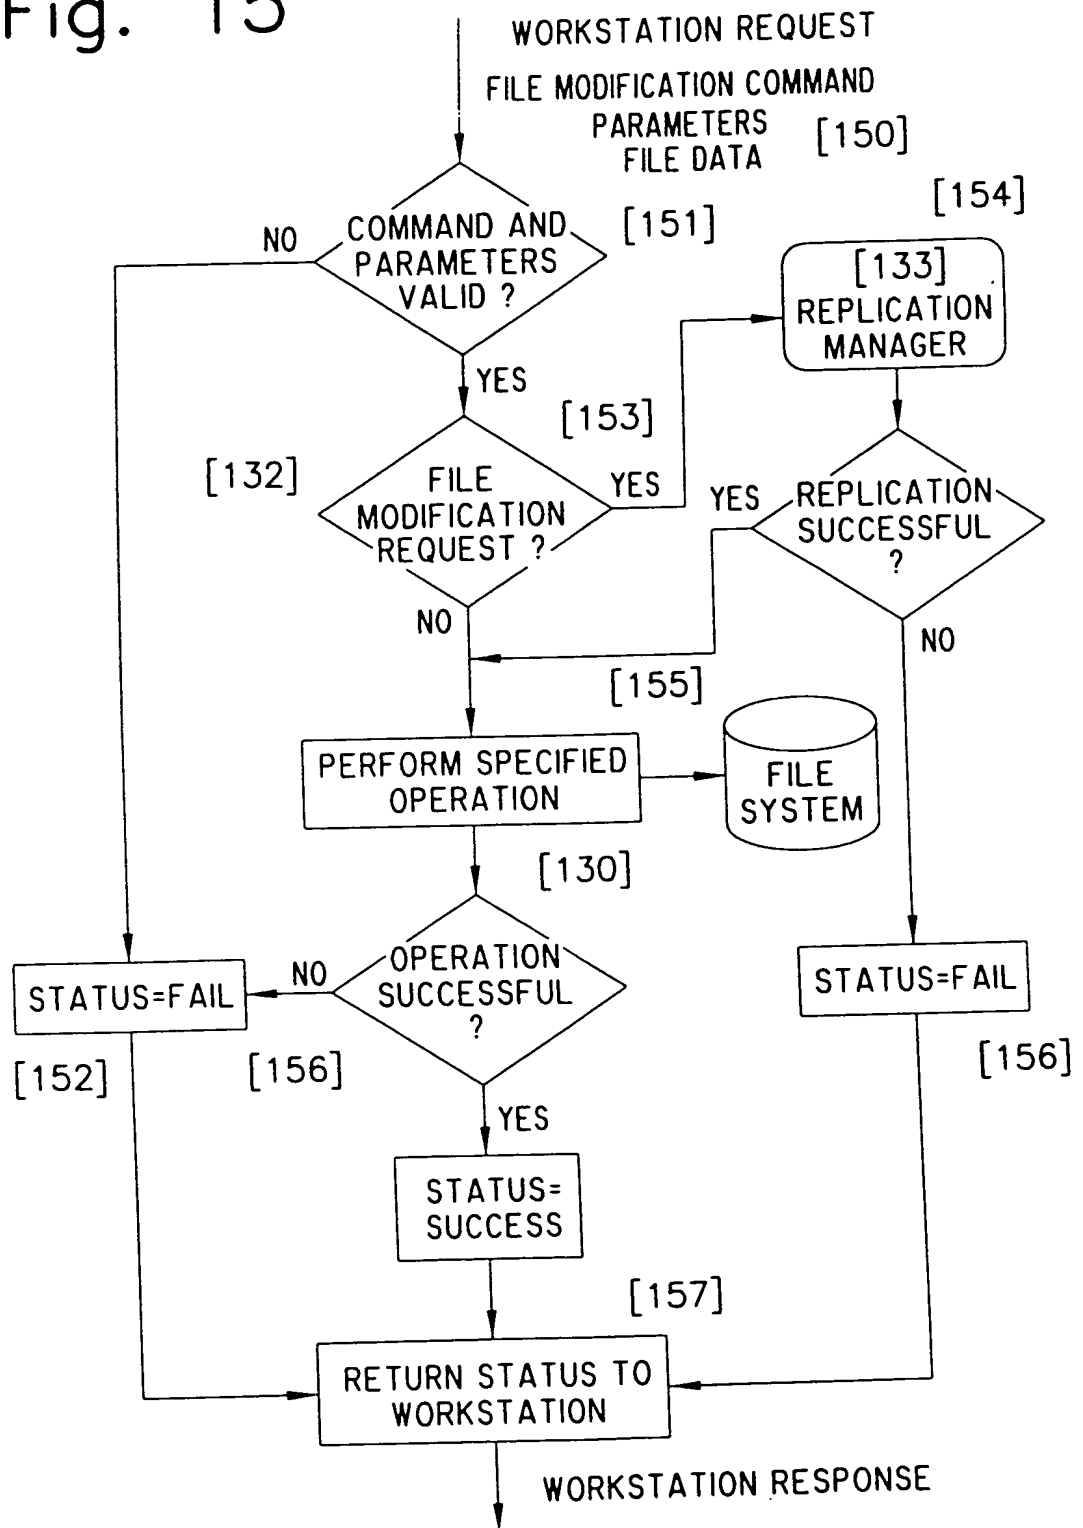 Fig. 15
WORKSTATION REQUEST
FILE MODIFICATION COMMAND
PARAMETERS
FILE DATA
[150]
[154]
NO
COMMAND AND
PARAMETERS
VALID ?
[151]
[133]
REPLICATION
MANAGER
YES
[153]
[132]
FILE
MODIFICATION
REQUEST ?
YES
YES
REPLICATION
SUCCESSFUL
?
NO
NO
[155]
PERFORM SPECIFIED
OPERATION
FILE
SYSTEM
[130]
OPERATION
SUCCESSFUL
?
NO
STATUS=FAIL
STATUS=FAIL
[152]
[156]
[156]
YES
STATUS=
SUCCESS
[157]
RETURN STATUS TO
WORKSTATION
WORKSTATION RESPONSE